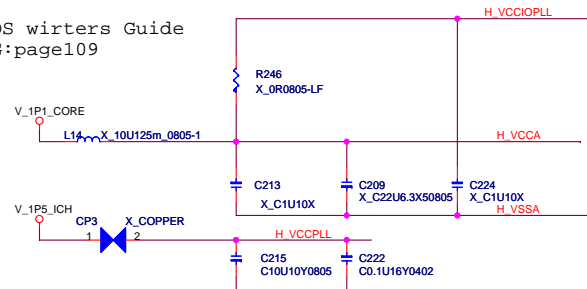 OS wirters Guide
G:page109
H_VCCIOPLL
R246
X_0R0805-LF
V_1P1_CORE
L14 X_10U125m_0805-1
H_VCCA
C213
X_C1U10X
C209
X_C22U6.3X50805
C224
X_C1U10X
H_VSSA
V_1P5_ICH
CP3 X_COPPER
1 2
H_VCCPLL
C215
C10U10Y0805
C222
C0.1U16Y0402